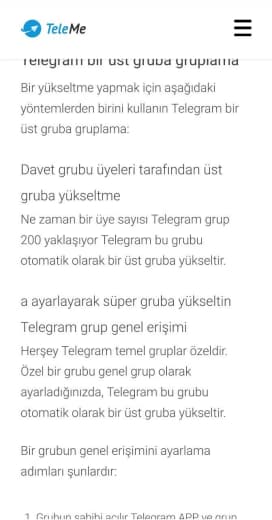 TeleMe
Telegram bir üst gruba gruplama
Bir yükseltme yapmak için aşağıdaki
yöntemlerden birini kullanın Telegram bir
üst gruba gruplama:
Davet grubu üyeleri tarafından üst
gruba yükseltme
Ne zaman bir üye sayısı Telegram grup
200 yaklaşıyor Telegram bu grubu
otomatik olarak bir üst gruba yükseltir.
a ayarlayarak süper gruba yükseltin
Telegram grup genel erişimi
Herşey Telegram temel gruplar özeldir.
Özel bir grubu genel grup olarak
ayarladığınızda, Telegram bu grubu
otomatik olarak bir üst gruba yükseltir.
Bir grubun genel erişimini ayarlama
adımları şunlardır:
1. Grubun sahibi açılır Telegram APP ve grup